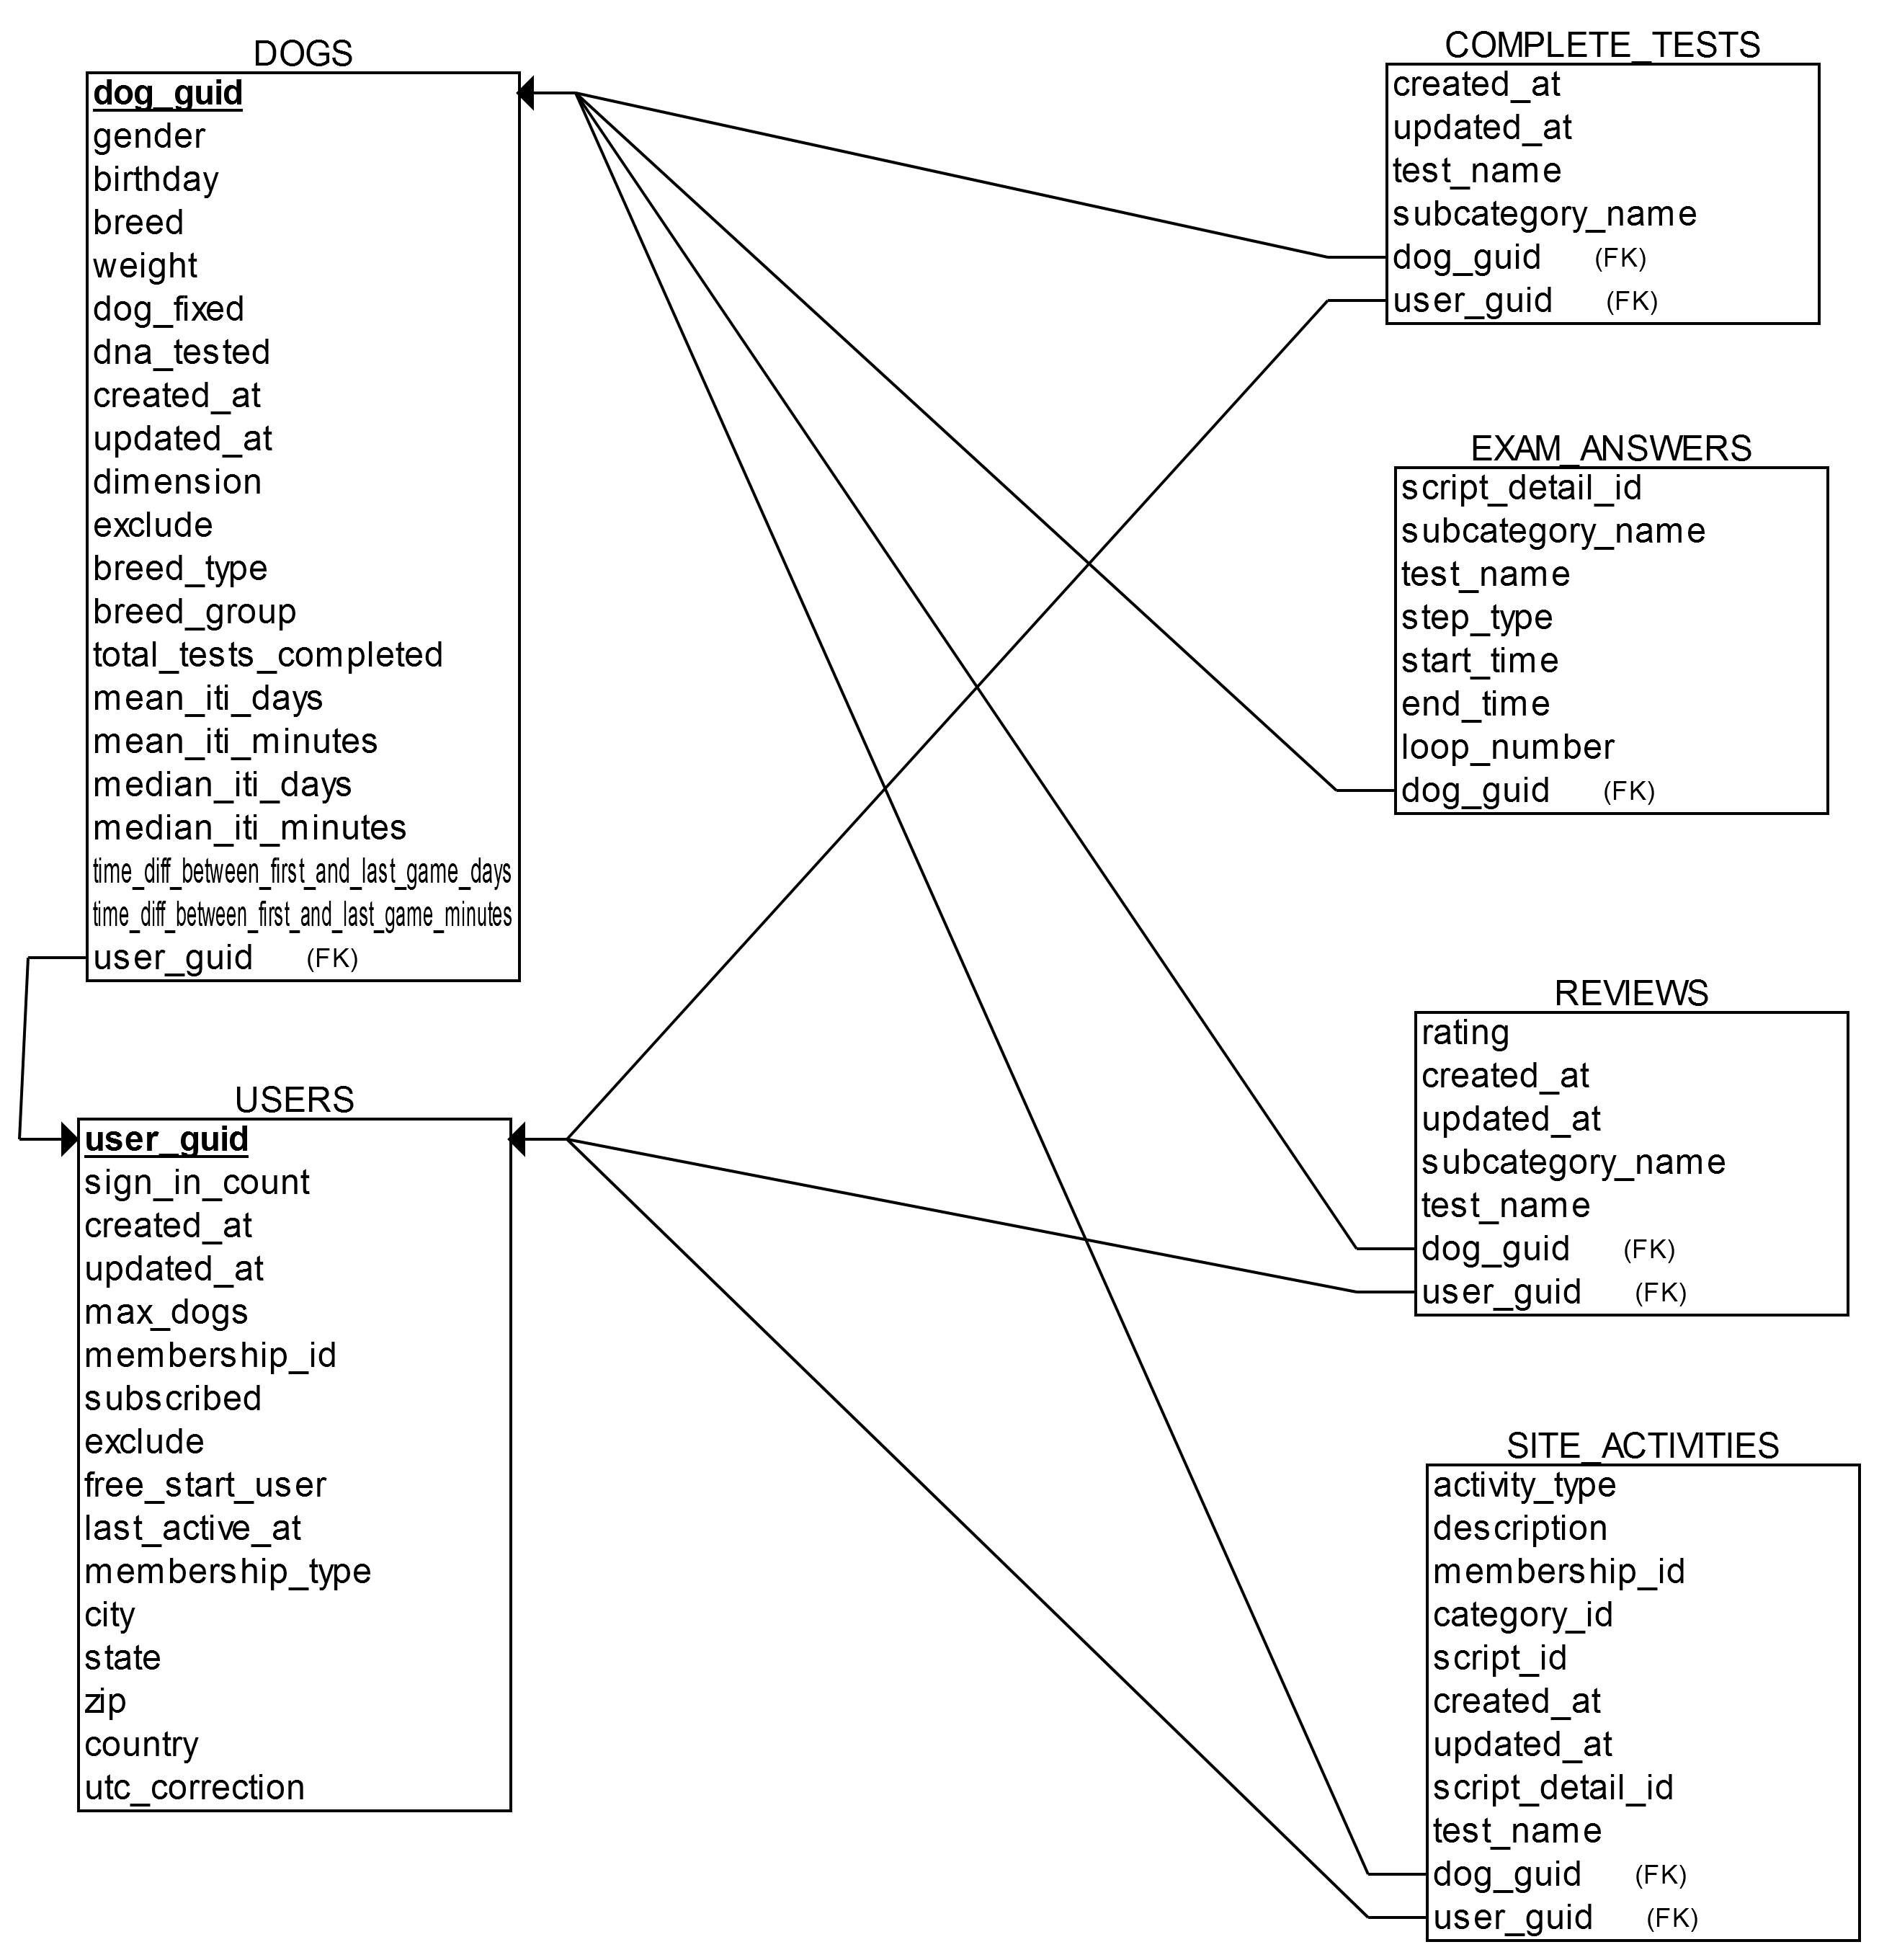 DOGS
dog_guid
gender
birthday
breed
weight
dog_fixed
dna_tested
created_at
updated_at
dimension
exclude
breed_type
breed_group
total_tests_completed
mean_iti_days
mean_iti_minutes
median_iti_days
median_iti_minutes
time_diff_between_first_and_last_game_days
time_diff_between_first_and_last_game_minutes
user_guid (FK)
USERS
user_guid
sign_in_count
created_at
updated_at
max_dogs
membership_id
subscribed
exclude
free_start_user
last_active_at
membership_type
city
state
zip
country
utc_correction
COMPLETE_TESTS
created_at
updated_at
test_name
subcategory_name
dog_guid (FK)
user_guid (FK)
EXAM_ANSWERS
script_detail_id
subcategory_name
test_name
step_type
start_time
end_time
loop_number
dog_guid (FK)
REVIEWS
rating
created_at
updated_at
subcategory_name
test_name
dog_guid (FK)
user_guid (FK)
SITE_ACTIVITIES
activity_type
description
membership_id
category_id
script_id
created_at
updated_at
script_detail_id
test_name
dog_guid (FK)
user_guid (FK)